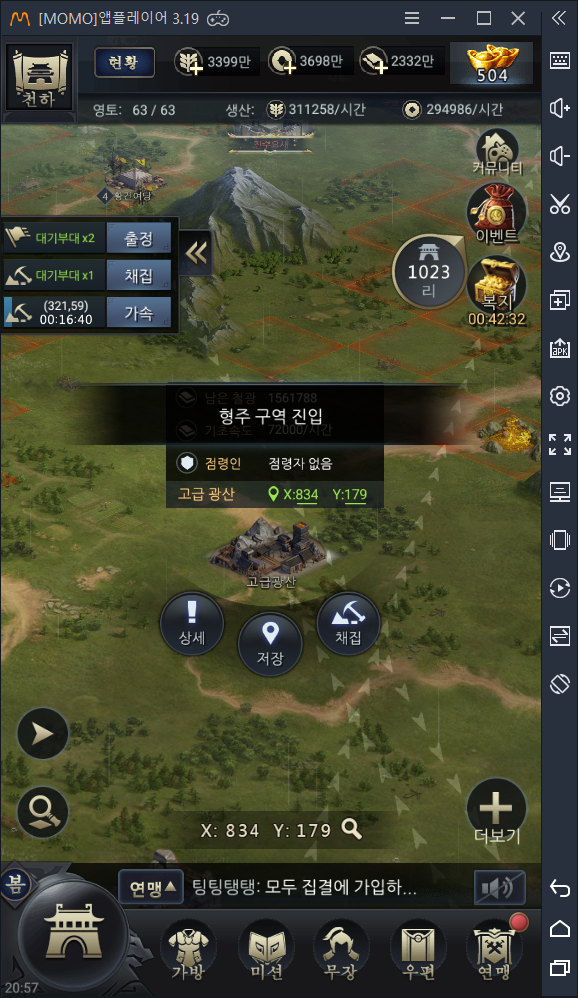 [MOMO]앱플레이어 3.19
천하
현황
3399만
3698만
2332만
504
영토: 63 / 63
생산: 311258/시간
294986/시간
커뮤니티
4
대기부대 x2
출정
대기부대 x1
채집
(321,59)
00:16:40
가속
이벤트
1023
리
복지
00:42:32
남은 철광 1561788
형주 구역 진입
기초속도 72000/시간
점령인 점령자 없음
고급 광산 X:834 Y:179
고급광산
상세
저장
채집
X: 834 Y: 179
더보기
봄
연맹
팅팅탱탱: 모두 집결에 가입하...
가방
미션
무장
우편
연맹
20:57
APK